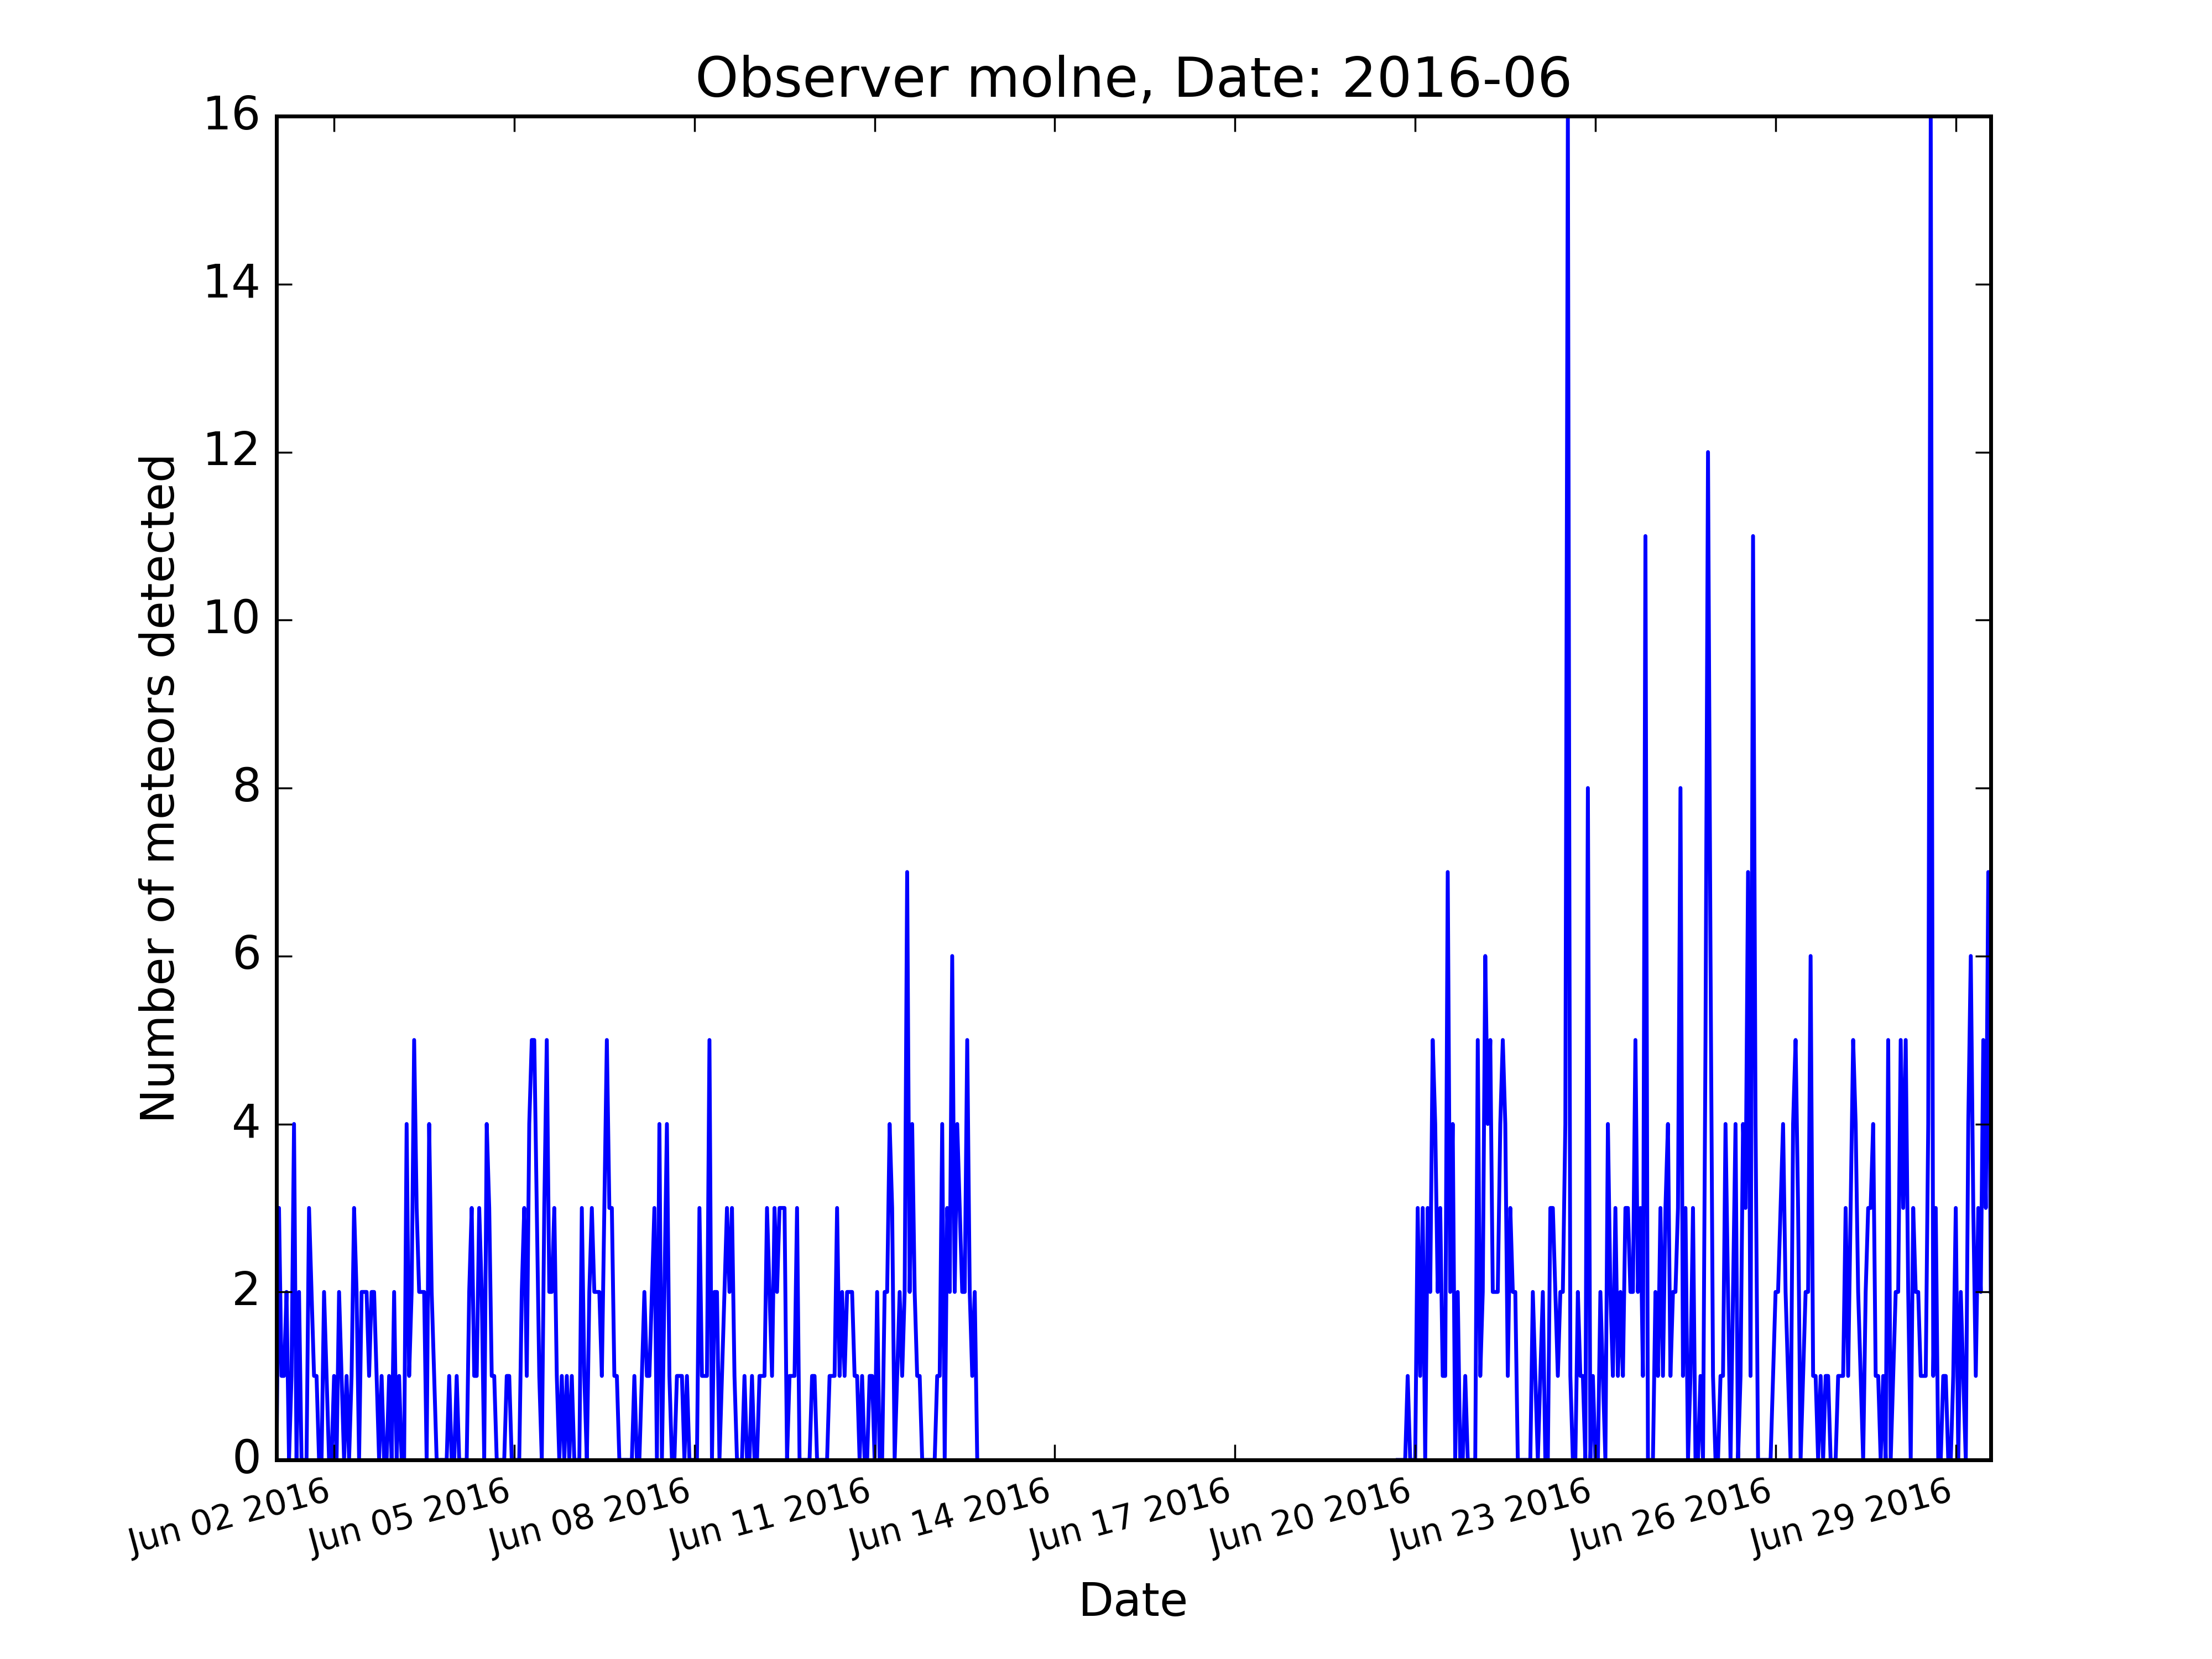 Observer molne, Date: 2016-06
16
14
12
10
8
6
4
2
0
Number of meteors detected
Jun 02 2016
Jun 05 2016
Jun 08 2016
Jun 11 2016
Jun 14 2016
Jun 17 2016
Jun 20 2016
Jun 23 2016
Jun 26 2016
Jun 29 2016
Date